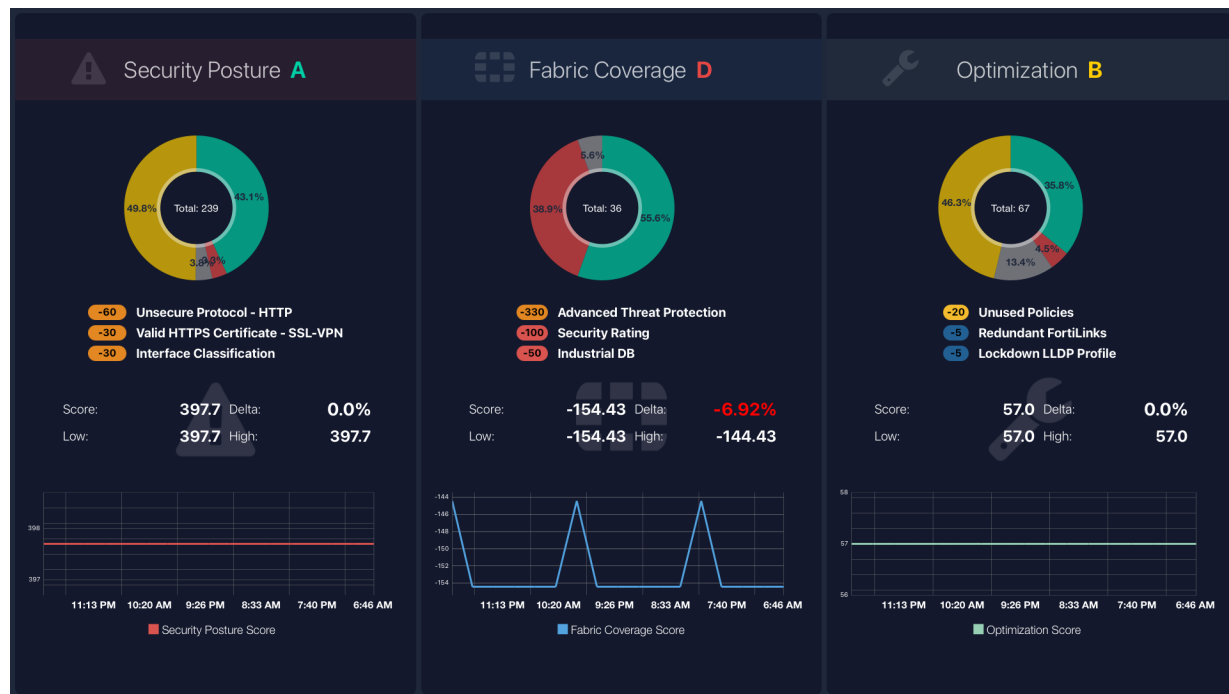 Security Posture A
49.8%
43.1%
3.8%
3.3%
Total: 239
-60 Unsecure Protocol - HTTP
-30 Valid HTTPS Certificate - SSL-VPN
-30 Interface Classification
Score: 397.7 Delta: 0.0%
Low: 397.7 High: 397.7
398
397
11:13 PM 10:20 AM 9:26 PM 8:33 AM 7:40 PM 6:46 AM
Security Posture Score
Fabric Coverage D
5.6%
38.9%
55.6%
Total: 36
-330 Advanced Threat Protection
-100 Security Rating
-50 Industrial DB
Score: -154.43 Delta: -6.92%
Low: -154.43 High: -144.43
-144
-146
-148
-150
-152
-154
11:13 PM 10:20 AM 9:26 PM 8:33 AM 7:40 PM 6:46 AM
Fabric Coverage Score
Optimization B
46.3%
35.8%
4.5%
13.4%
Total: 67
-20 Unused Policies
-5 Redundant FortiLinks
-5 Lockdown LLDP Profile
Score: 57.0 Delta: 0.0%
Low: 57.0 High: 57.0
58
57
56
11:13 PM 10:20 AM 9:26 PM 8:33 AM 7:40 PM 6:46 AM
Optimization Score